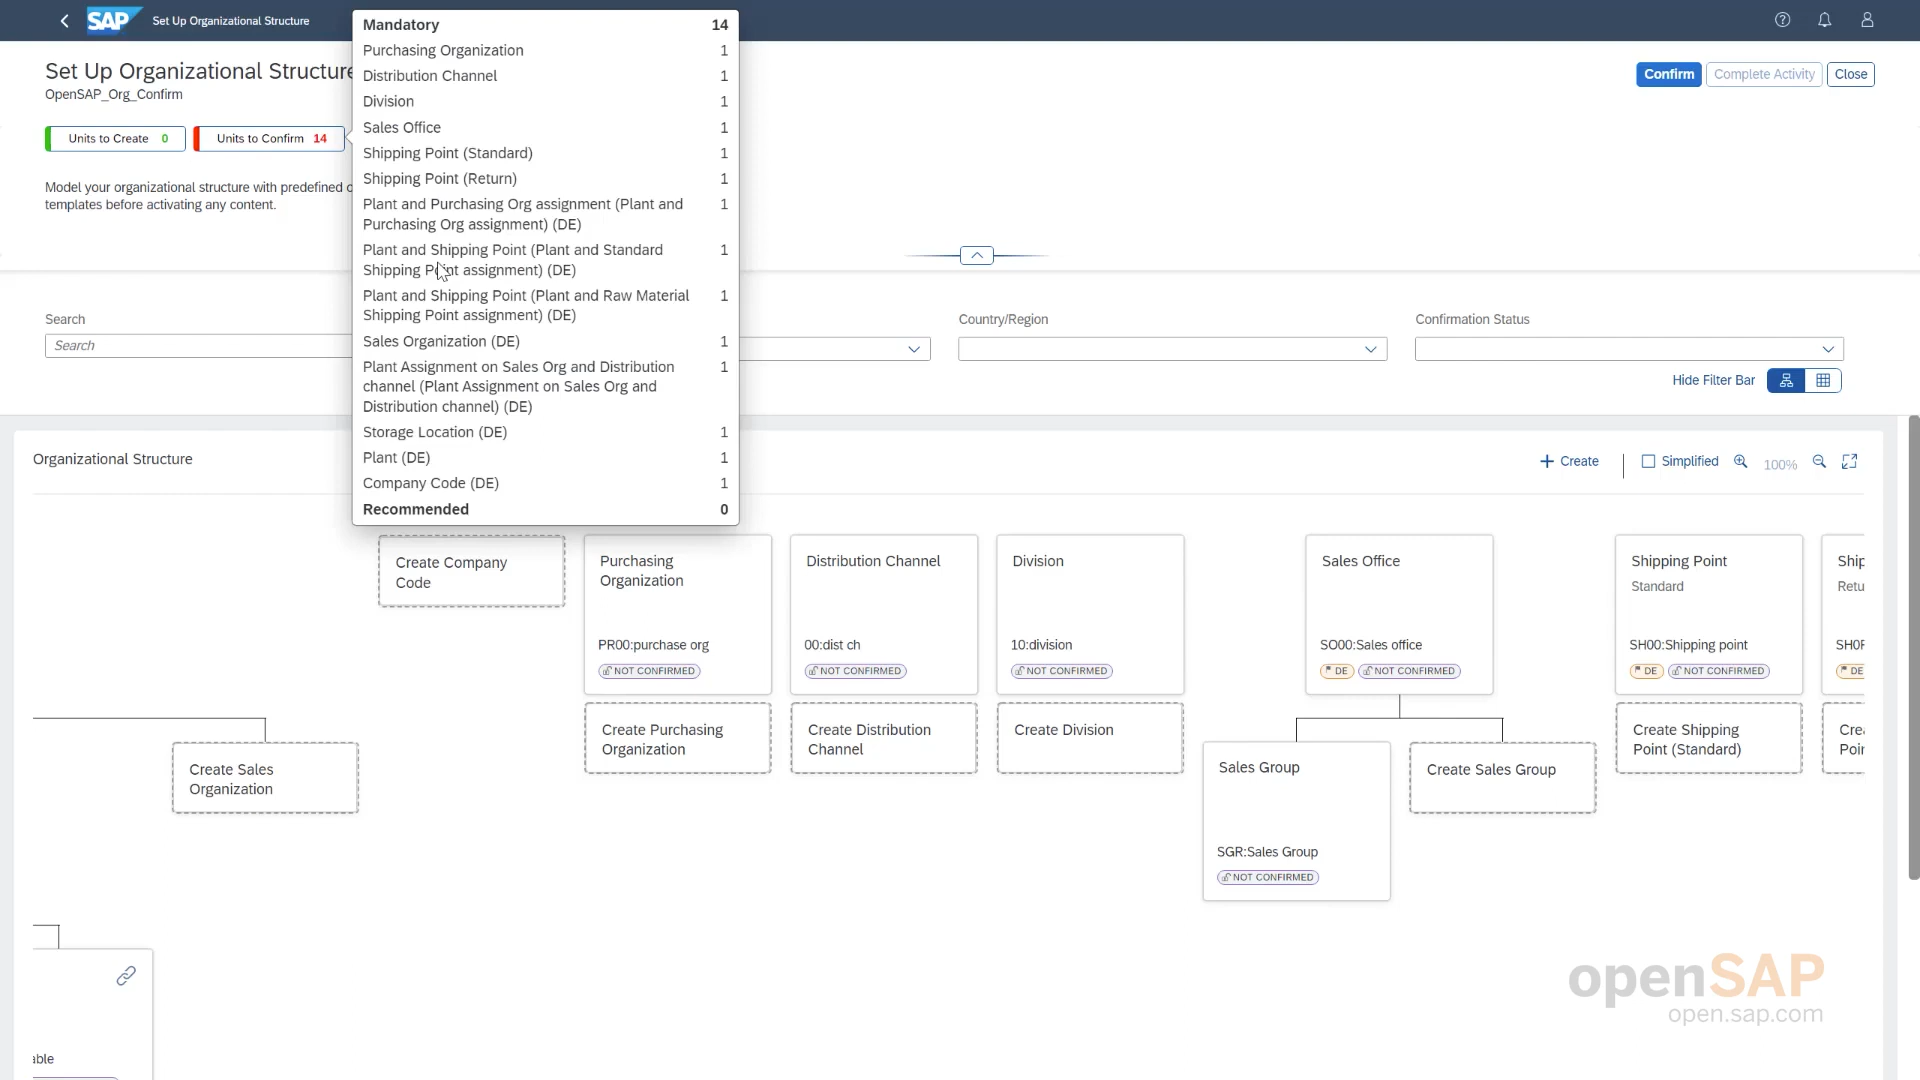 SAP Set Up Organizational Structure
Set Up Organizational Structure
OpenSAP_Org_Confirm
Confirm
Complete Activity
Close
Units to Create 0
Units to Confirm 14
Model your organizational structure with predefined
templates before activating any content.
Mandatory 14
Purchasing Organization 1
Distribution Channel 1
Division 1
Sales Office 1
Shipping Point (Standard) 1
Shipping Point (Return) 1
Plant and Purchasing Org assignment (Plant and 1
Purchasing Org assignment) (DE)
Plant and Shipping Point (Plant and Standard 1
Shipping Point assignment) (DE)
Plant and Shipping Point (Plant and Raw Material 1
Shipping Point assignment) (DE)
Sales Organization (DE) 1
Plant Assignment on Sales Org and Distribution 1
channel (Plant Assignment on Sales Org and
Distribution channel) (DE)
Storage Location (DE) 1
Plant (DE) 1
Company Code (DE) 1
Recommended 0
Search
Search
Country/Region
Confirmation Status
Hide Filter Bar
Organizational Structure
Create
Simplified
100%
Create Company
Code
Purchasing
Organization
PR00:purchase org
NOT CONFIRMED
Distribution Channel
00:dist ch
NOT CONFIRMED
Division
10:division
NOT CONFIRMED
Sales Office
SO00:Sales office
DE NOT CONFIRMED
Shipping Point
Standard
SH00:Shipping point
DE NOT CONFIRMED
Ship
Retu
DE
Create Purchasing
Organization
Create Distribution
Channel
Create Division
Create Shipping
Point (Standard)
Create Sales
Organization
Sales Group
SGR:Sales Group
NOT CONFIRMED
Create Sales Group
able
openSAP
open.sap.com